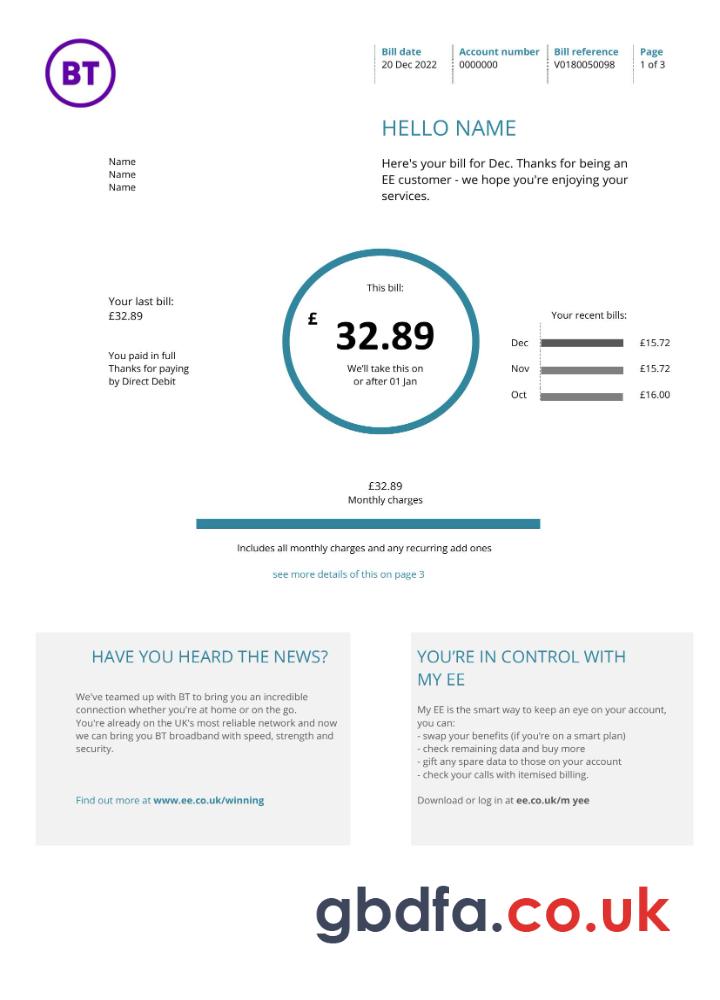 BT
Bill date
20 Dec 2022
Account number
0000000
Bill reference
V0180050098
Page
1 of 3
HELLO NAME
Here's your bill for Dec. Thanks for being an
EE customer - we hope you're enjoying your
services.
Name
Name
Name
Your last bill:
£32.89
You paid in full
Thanks for paying
by Direct Debit
This bill:
£ 32.89
We'll take this on
or after 01 Jan
Your recent bills:
Dec £15.72
Nov £15.72
Oct £16.00
£32.89
Monthly charges
Includes all monthly charges and any recurring add ones
see more details of this on page 3
HAVE YOU HEARD THE NEWS?
We've teamed up with BT to bring you an incredible
connection whether you're at home or on the go.
You're already on the UK's most reliable network and now
we can bring you BT broadband with speed, strength and
security.
Find out more at www.ee.co.uk/winning
YOU’RE IN CONTROL WITH
MY EE
My EE is the smart way to keep an eye on your account,
you can:
- swap your benefits (if you're on a smart plan)
- check remaining data and buy more
- gift any spare data to those on your account
- check your calls with itemised billing.
Download or log in at ee.co.uk/m yee
gbdfa.co.uk